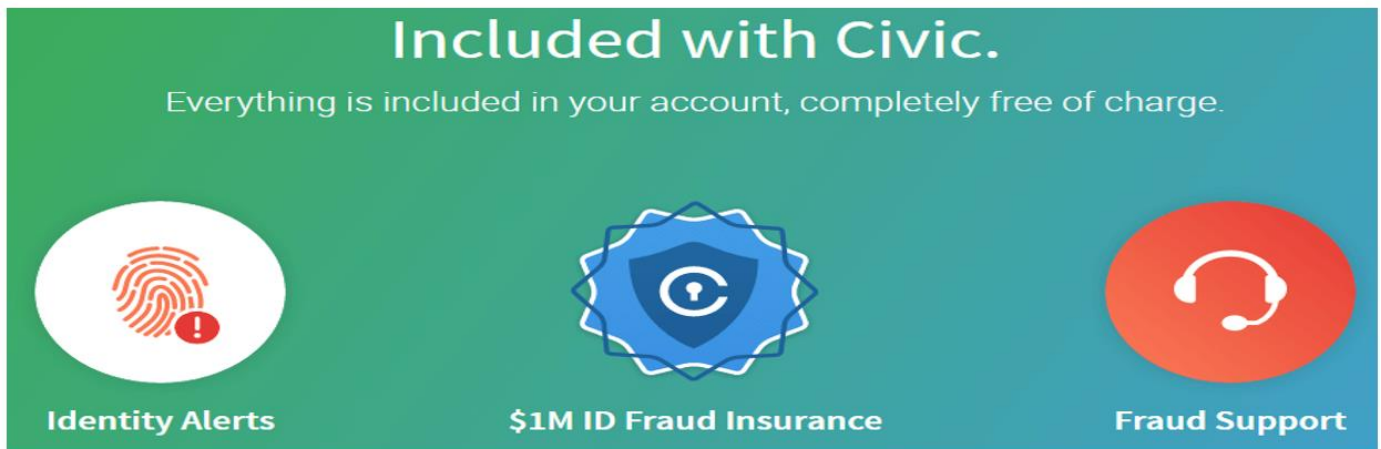 Included with Civic.
Everything is included in your account, completely free of charge.
Identity Alerts
$1M ID Fraud Insurance
Fraud Support